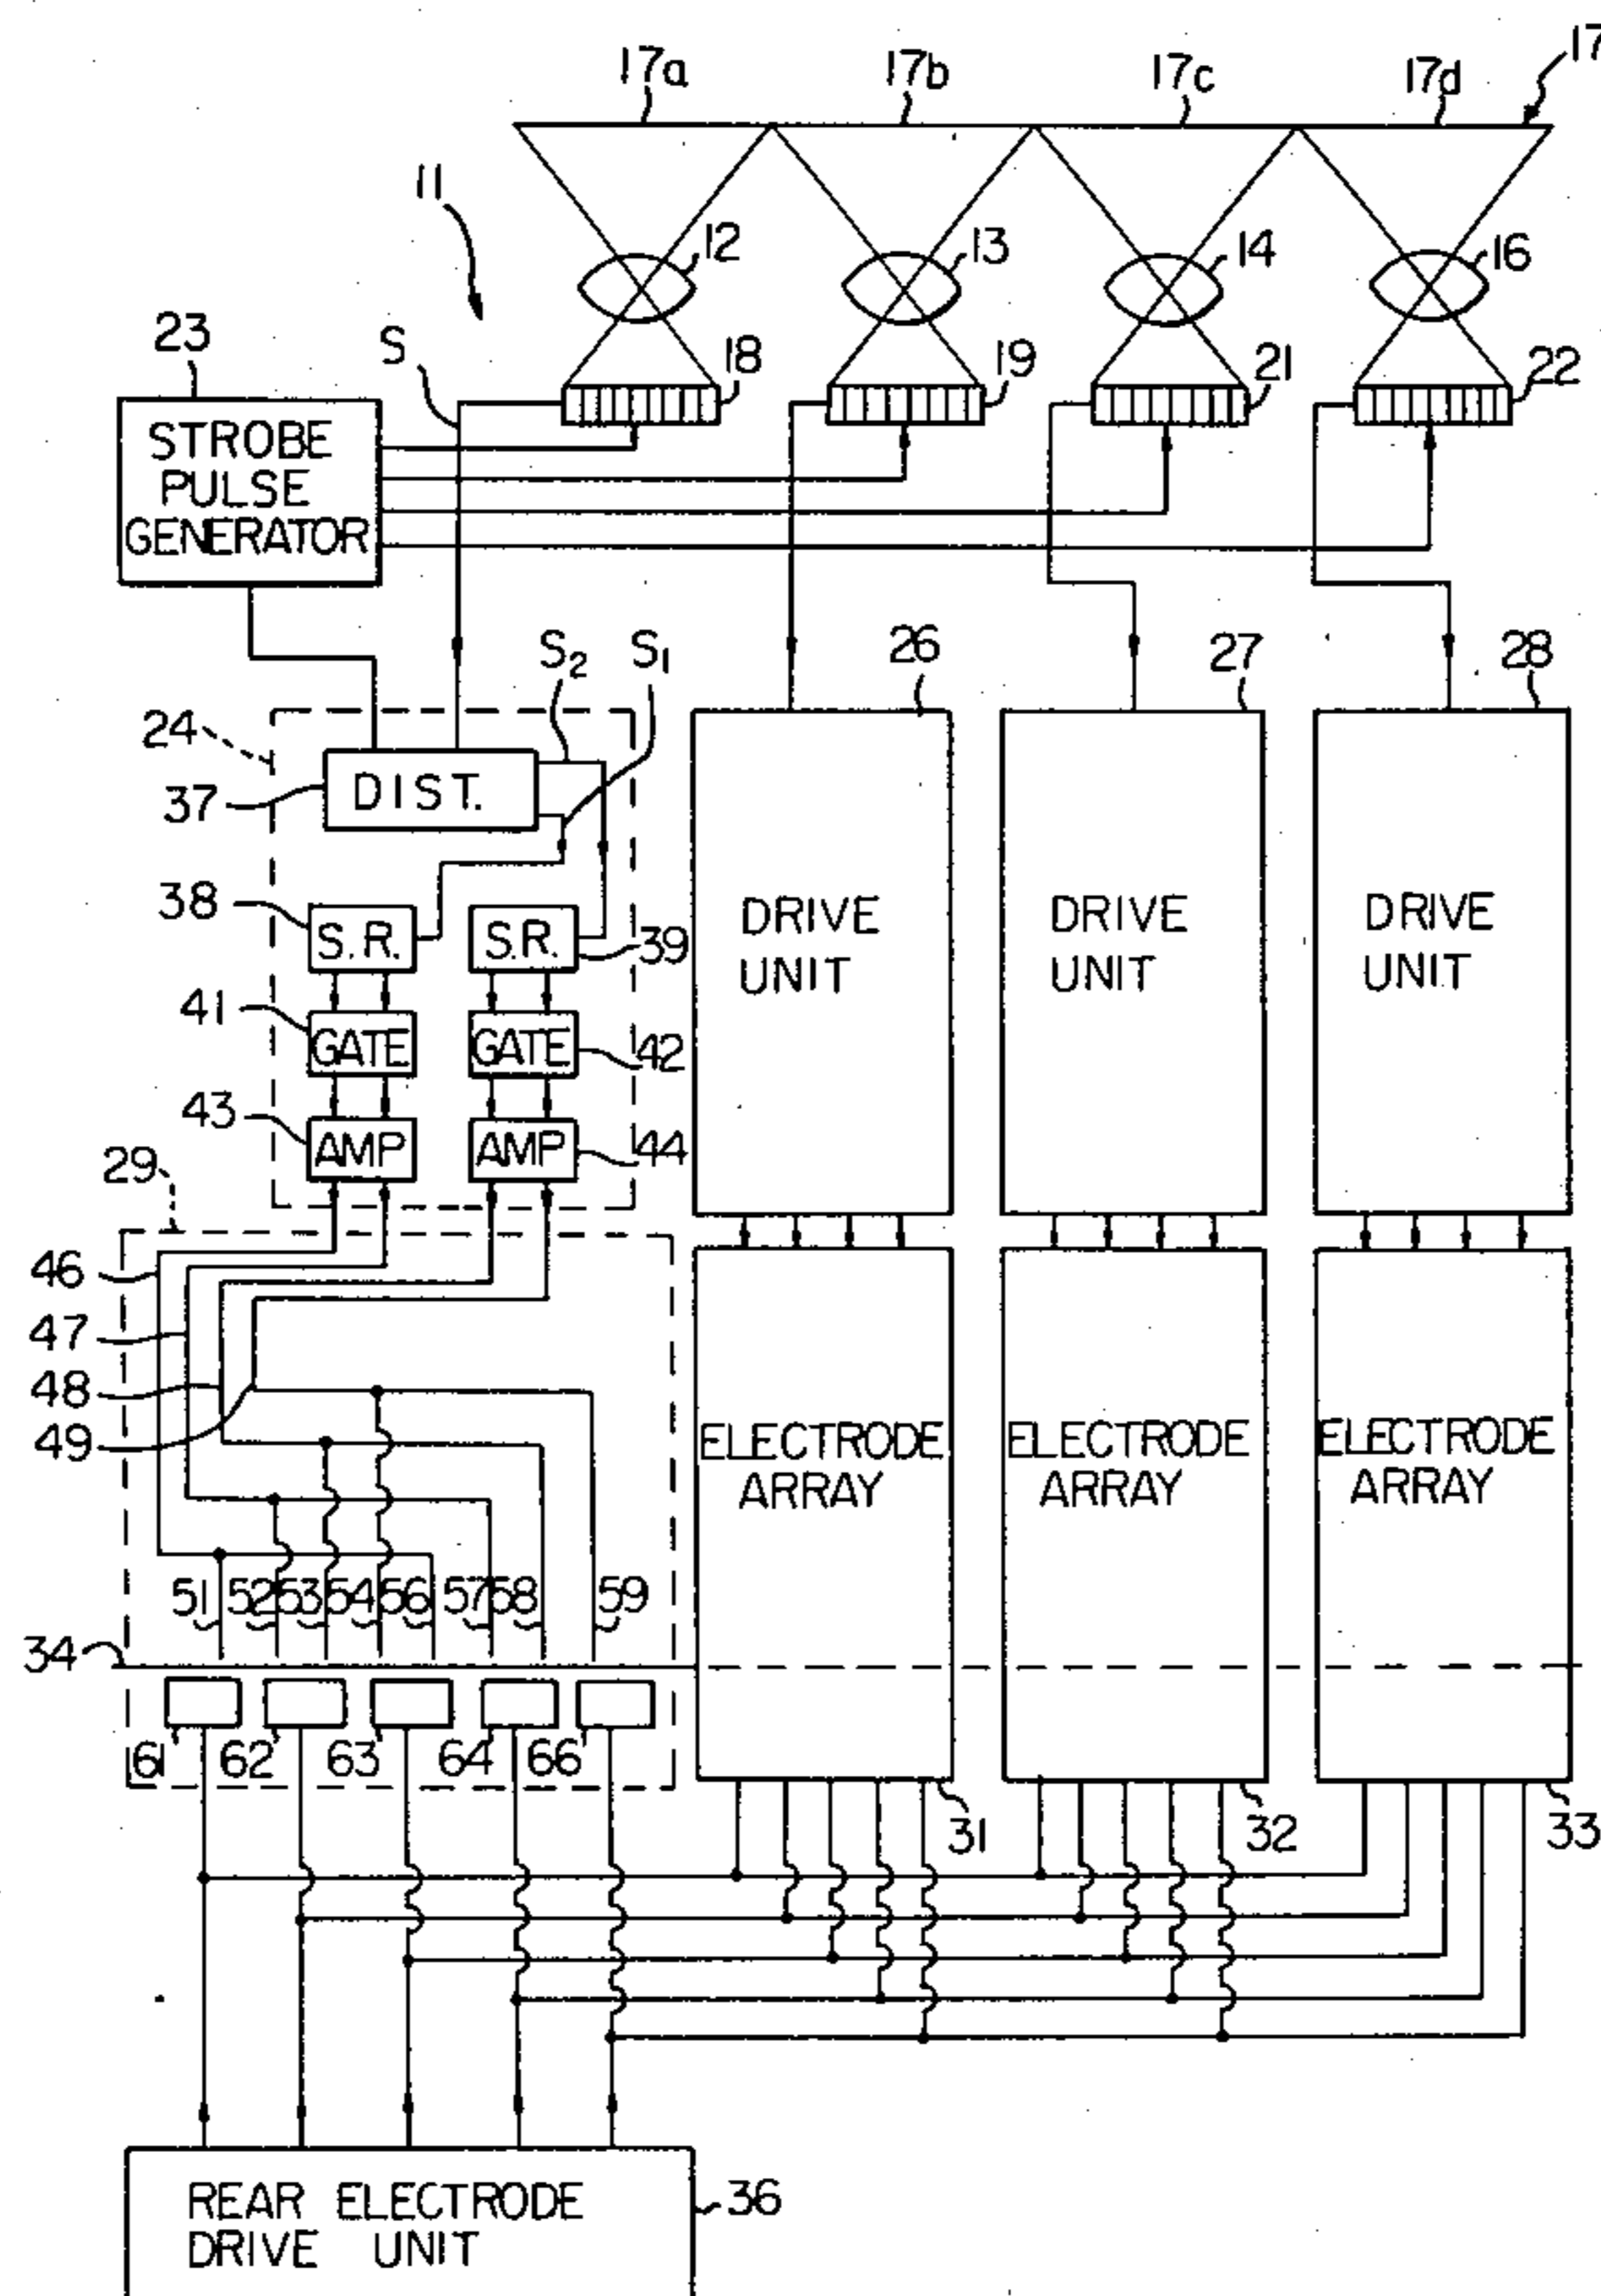 17
17a 17b 17c 17d
11
12 13 14 16
23
S
18 19 21 22
STROBE
PULSE
GENERATOR
S2 S1
26 27 28
24
37
DIST.
38
S.R.
S.R.
39
DRIVE
UNIT
DRIVE
UNIT
DRIVE
UNIT
41
GATE
GATE
42
43
AMP
AMP
44
29
46
47
48
49
ELECTRODE
ARRAY
ELECTRODE
ARRAY
ELECTRODE
ARRAY
51 52 53 54 56 57 58 59
34
61 62 63 64 66
31 32 33
REAR ELECTRODE
DRIVE UNIT
36